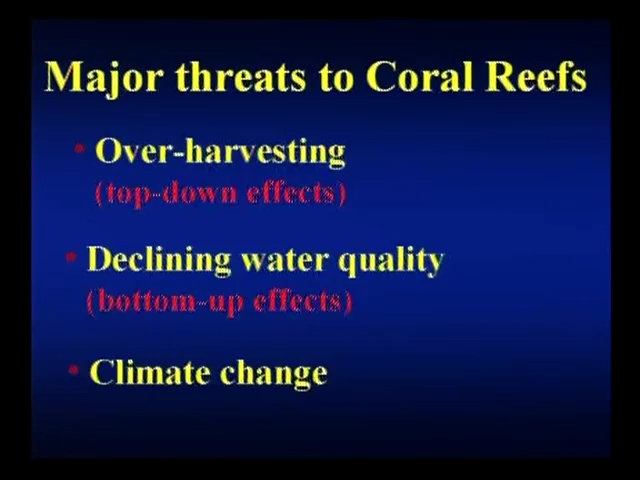 Major threats to Coral Reefs
• Over-harvesting
(top-down effects)
• Declining water quality
(bottom-up effects)
• Climate change